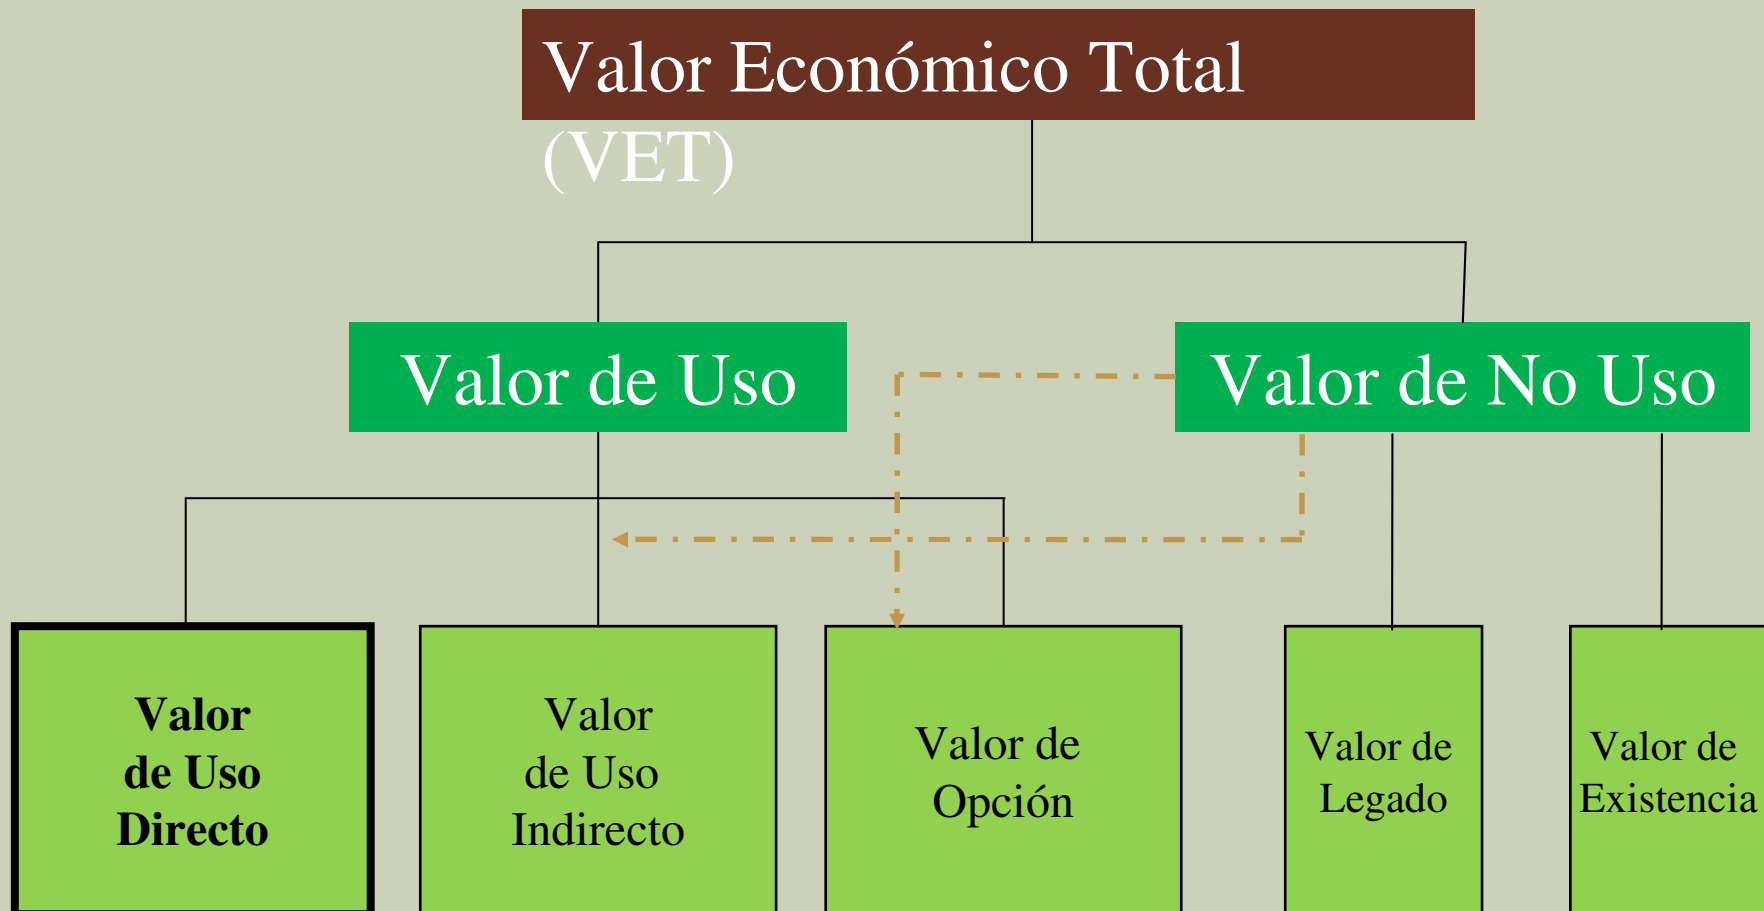 Valor Económico Total
(VET)
Valor de Uso
Valor de No Uso
Valor
de Uso
Directo
Valor
de Uso
Indirecto
Valor de
Opción
Valor de
Legado
Valor de
Existencia